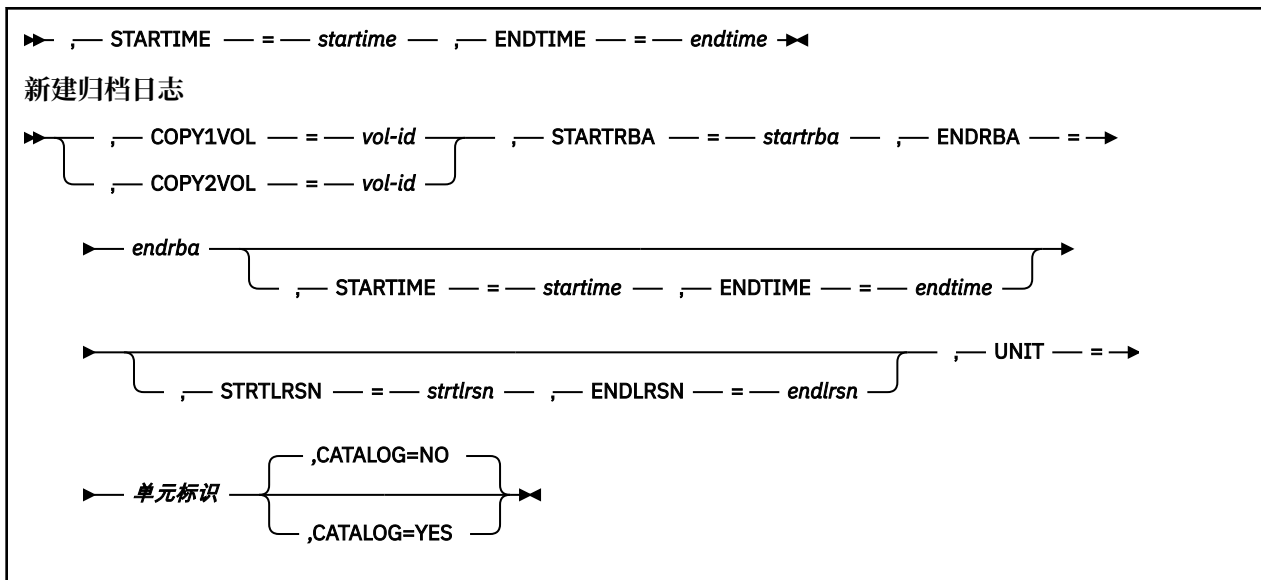 , STARTIME = startime , ENDTIME = endtime
新建归档日志
, COPY1VOL = vol-id , STARTRBA = startrba , ENDRBA =
, COPY2VOL = vol-id
endrba
, STARTIME = startime , ENDTIME = endtime
, UNIT =
, STRTLRSN = strtlrsn , ENDLRSN = endlrsn
,CATALOG=NO
单元标识
,CATALOG=YES